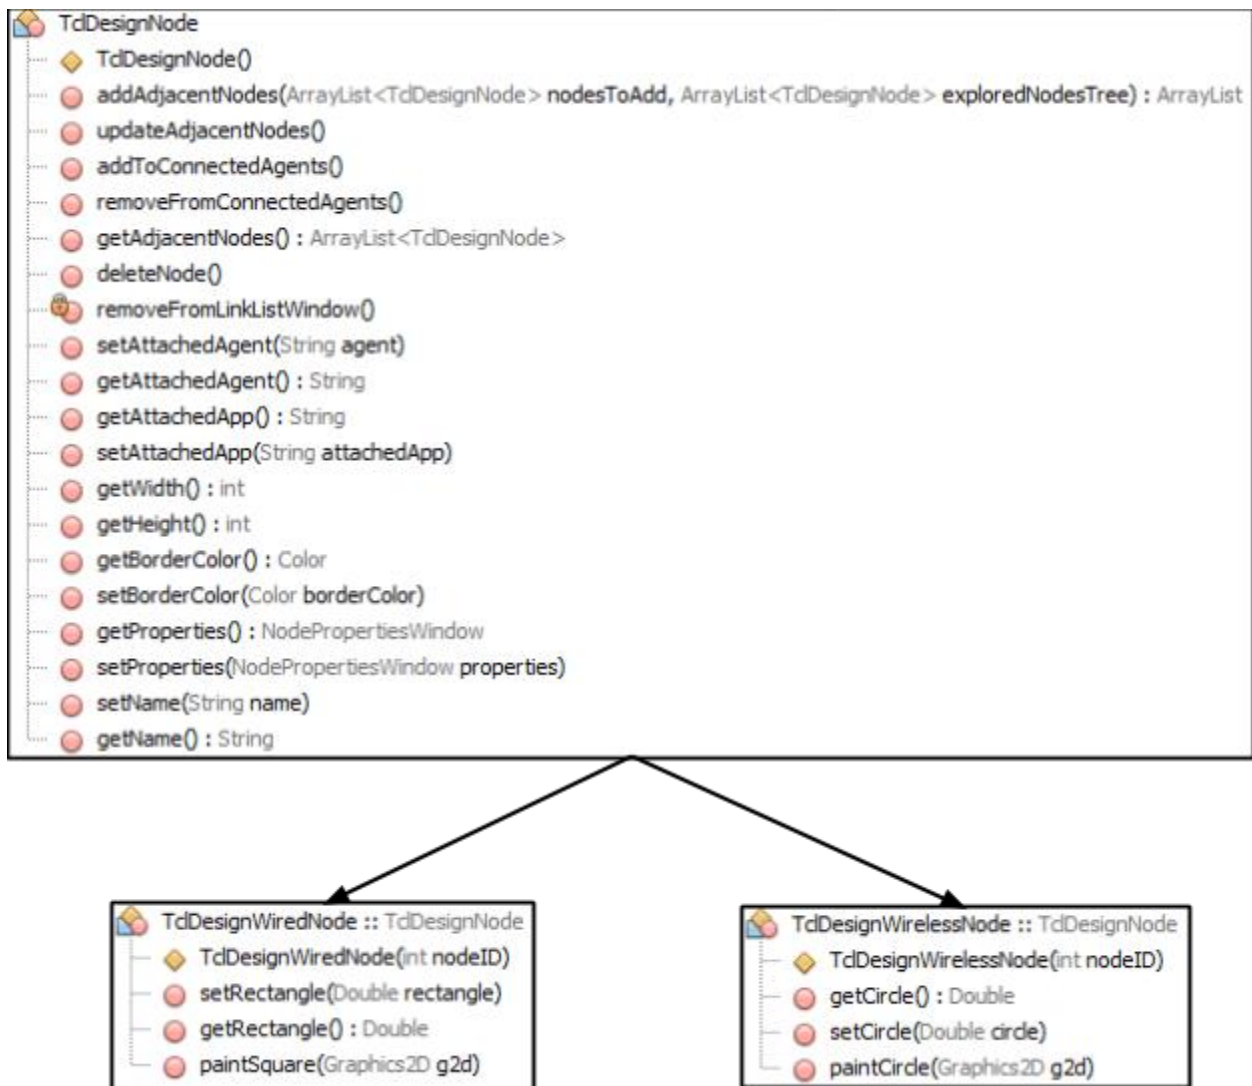 TclDesignNode
TclDesignNode()
addAdjacentNodes(ArrayList<TclDesignNode> nodesToAdd, ArrayList<TclDesignNode> exploredNodesTree) : ArrayList
updateAdjacentNodes()
addToConnectedAgents()
removeFromConnectedAgents()
getAdjacentNodes() : ArrayList<TclDesignNode>
deleteNode()
removeFromLinkListWindow()
setAttachedAgent(String agent)
getAttachedAgent() : String
getAttachedApp() : String
setAttachedApp(String attachedApp)
getWidth() : int
getHeight() : int
getBorderColor() : Color
setBorderColor(Color borderColor)
getProperties() : NodePropertiesWindow
setProperties(NodePropertiesWindow properties)
setName(String name)
getName() : String
TclDesignWiredNode :: TclDesignNode
TclDesignWiredNode(int nodeID)
setRectangle(Double rectangle)
getRectangle() : Double
paintSquare(Graphics2D g2d)
TclDesignWirelessNode :: TclDesignNode
TclDesignWirelessNode(int nodeID)
getCircle() : Double
setCircle(Double circle)
paintCircle(Graphics2D g2d)